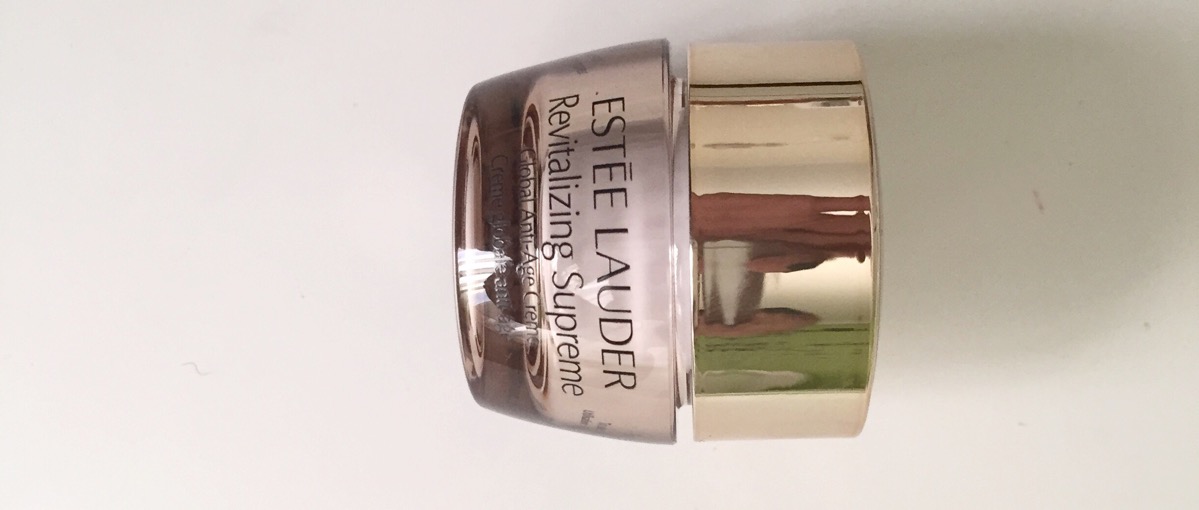 ESTĒE LAUDER
Revitalizing Supreme
Global Anti-Age Creme